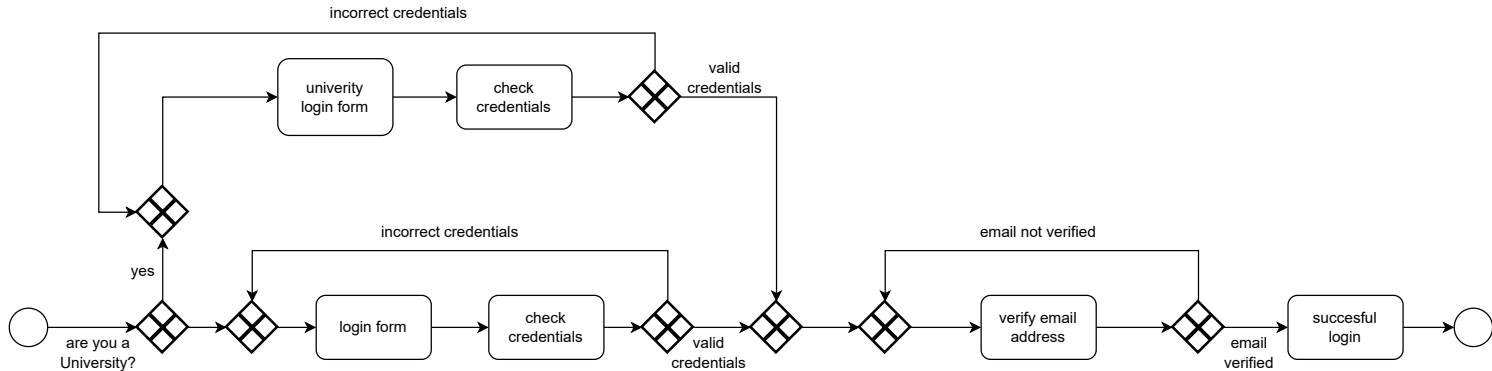 incorrect credentials
univerity
login form
check
credentials
valid
credentials
yes
incorrect credentials
email not verified
are you a
University?
login form
check
credentials
valid
credentials
verify email
address
email
verified
succesful
login